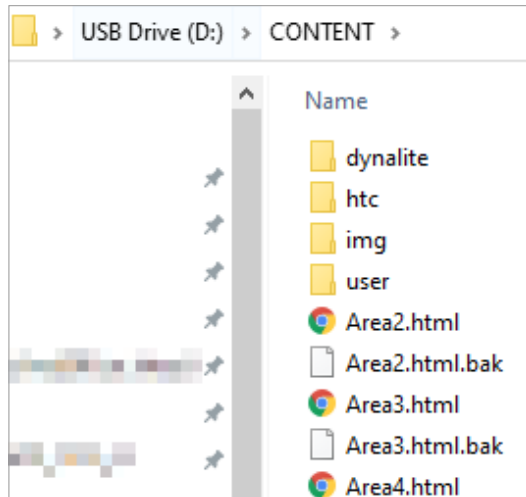 USB Drive (D:) > CONTENT >
Name
dynalite
htc
img
user
Area2.html
Area2.html.bak
Area3.html
Area3.html.bak
Area4.html